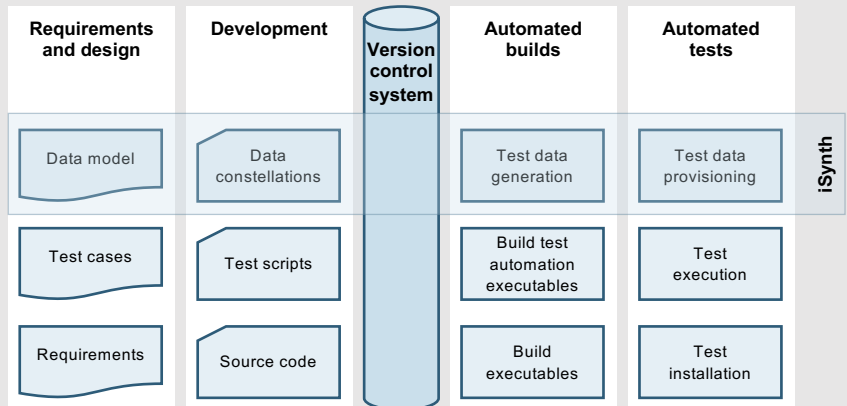 Requirements
and design
Development
Version
control
system
Automated
builds
Automated
tests
Data model
Data
constellations
Test data
generation
Test data
provisioning
iSynth
Test cases
Test scripts
Build test
automation
executables
Test
execution
Requirements
Source code
Build
executables
Test
installation